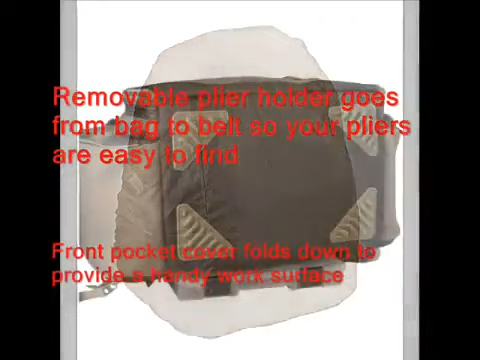 Removable plier holder goes
from bag to belt so your pliers
are easy to find
Front pocket cover folds down to
provide a handy work surface